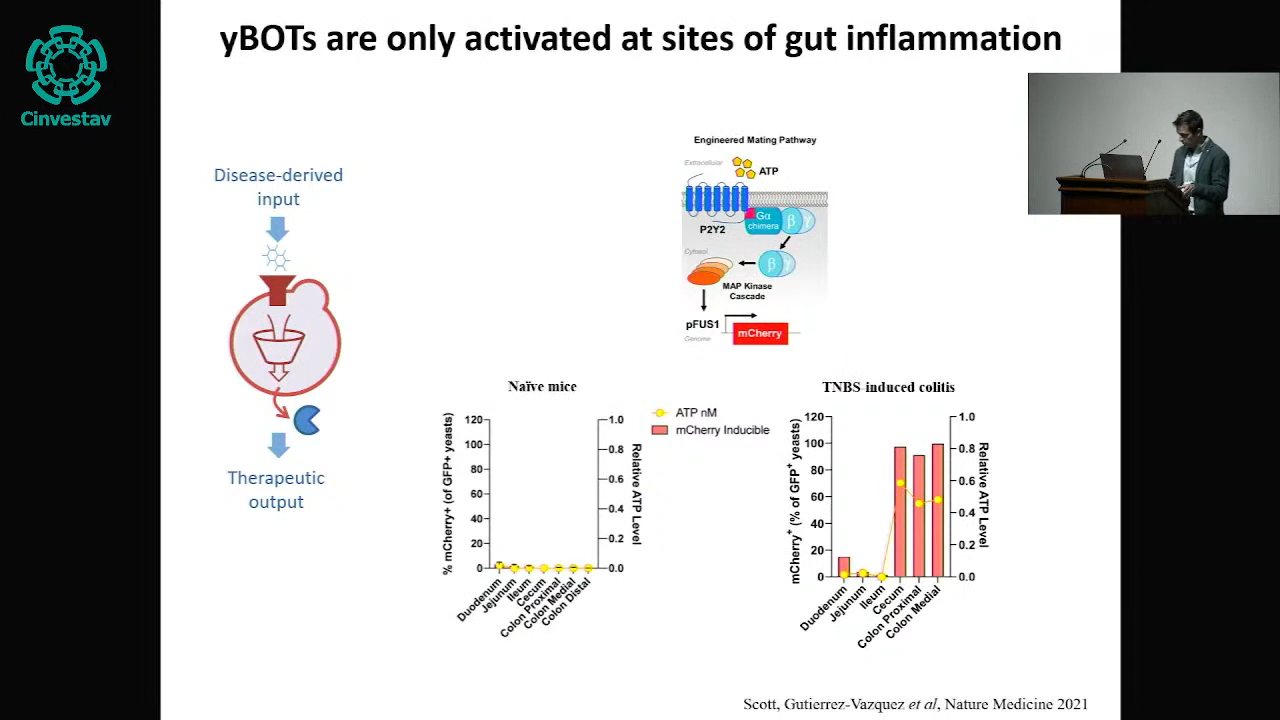 yBOTs are only activated at sites of gut inflammation
Cinvestav
Disease-derived
input
Therapeutic
output
Engineered Mating Pathway
Extracellular
ATP
P2Y2
Gα
chimera
β
γ
Cytosol
β
γ
MAP Kinase
Cascade
pFUS1
mCherry
Genome
Naïve mice
% mCherry+ (of GFP+ yeasts)
120
100
80
60
40
20
0
1.0
0.8
0.6
0.4
0.2
0.0
Relative ATP Level
Duodenum
Jejunum
Ileum
Cecum
Colon Proximal
Colon Medial
Colon Distal
ATP nM
mCherry Inducible
TNBS induced colitis
mCherry⁺ (% of GFP⁺ yeasts)
120
100
80
60
40
20
0
1.0
0.8
0.6
0.4
0.2
0.0
Relative ATP Level
Duodenum
Jejunum
Ileum
Cecum
Colon Proximal
Colon Medial
Scott, Gutierrez-Vazquez et al, Nature Medicine 2021